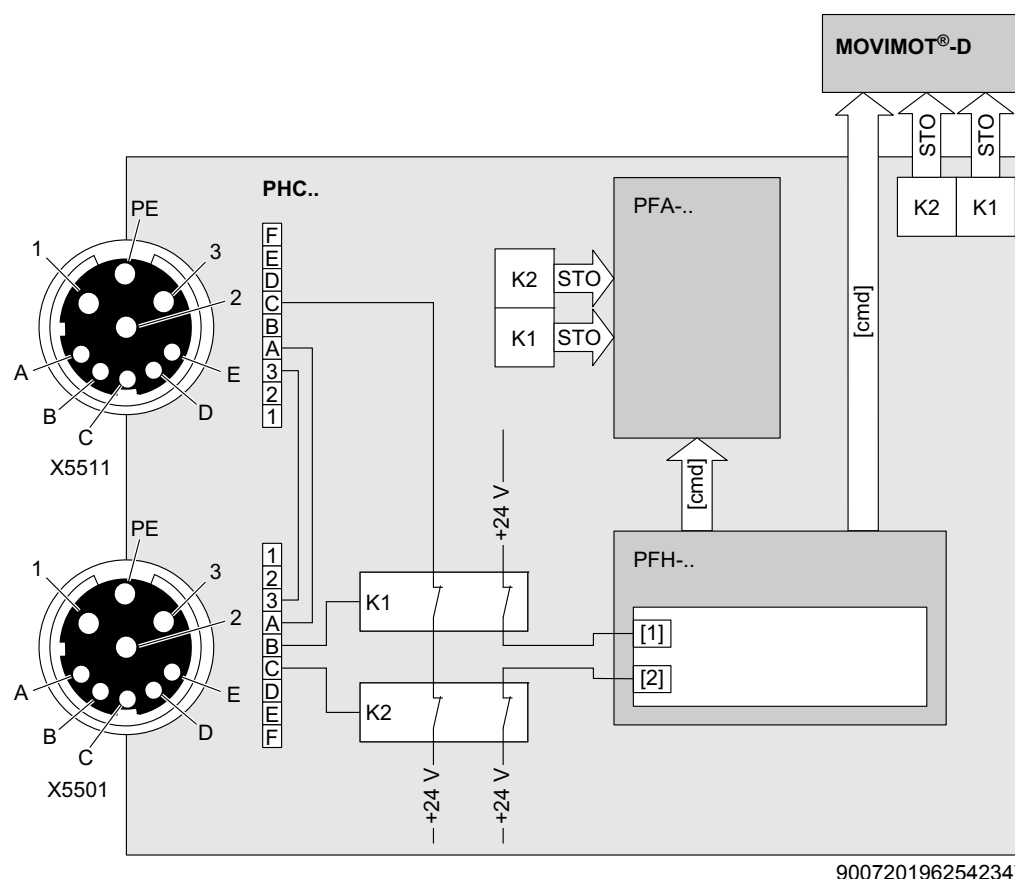 MOVIMOT®-D
STO
STO
K2
K1
PHC..
PE
1
3
2
A
B
C
D
E
X5511
F
E
D
C
B
A
3
2
1
K2
STO
K1
STO
PFA-..
[cmd]
[cmd]
+24 V
PE
1
3
2
A
B
C
D
E
X5501
1
2
3
A
B
C
D
E
F
K1
K2
+24 V
+24 V
PFH-..
[1]
[2]